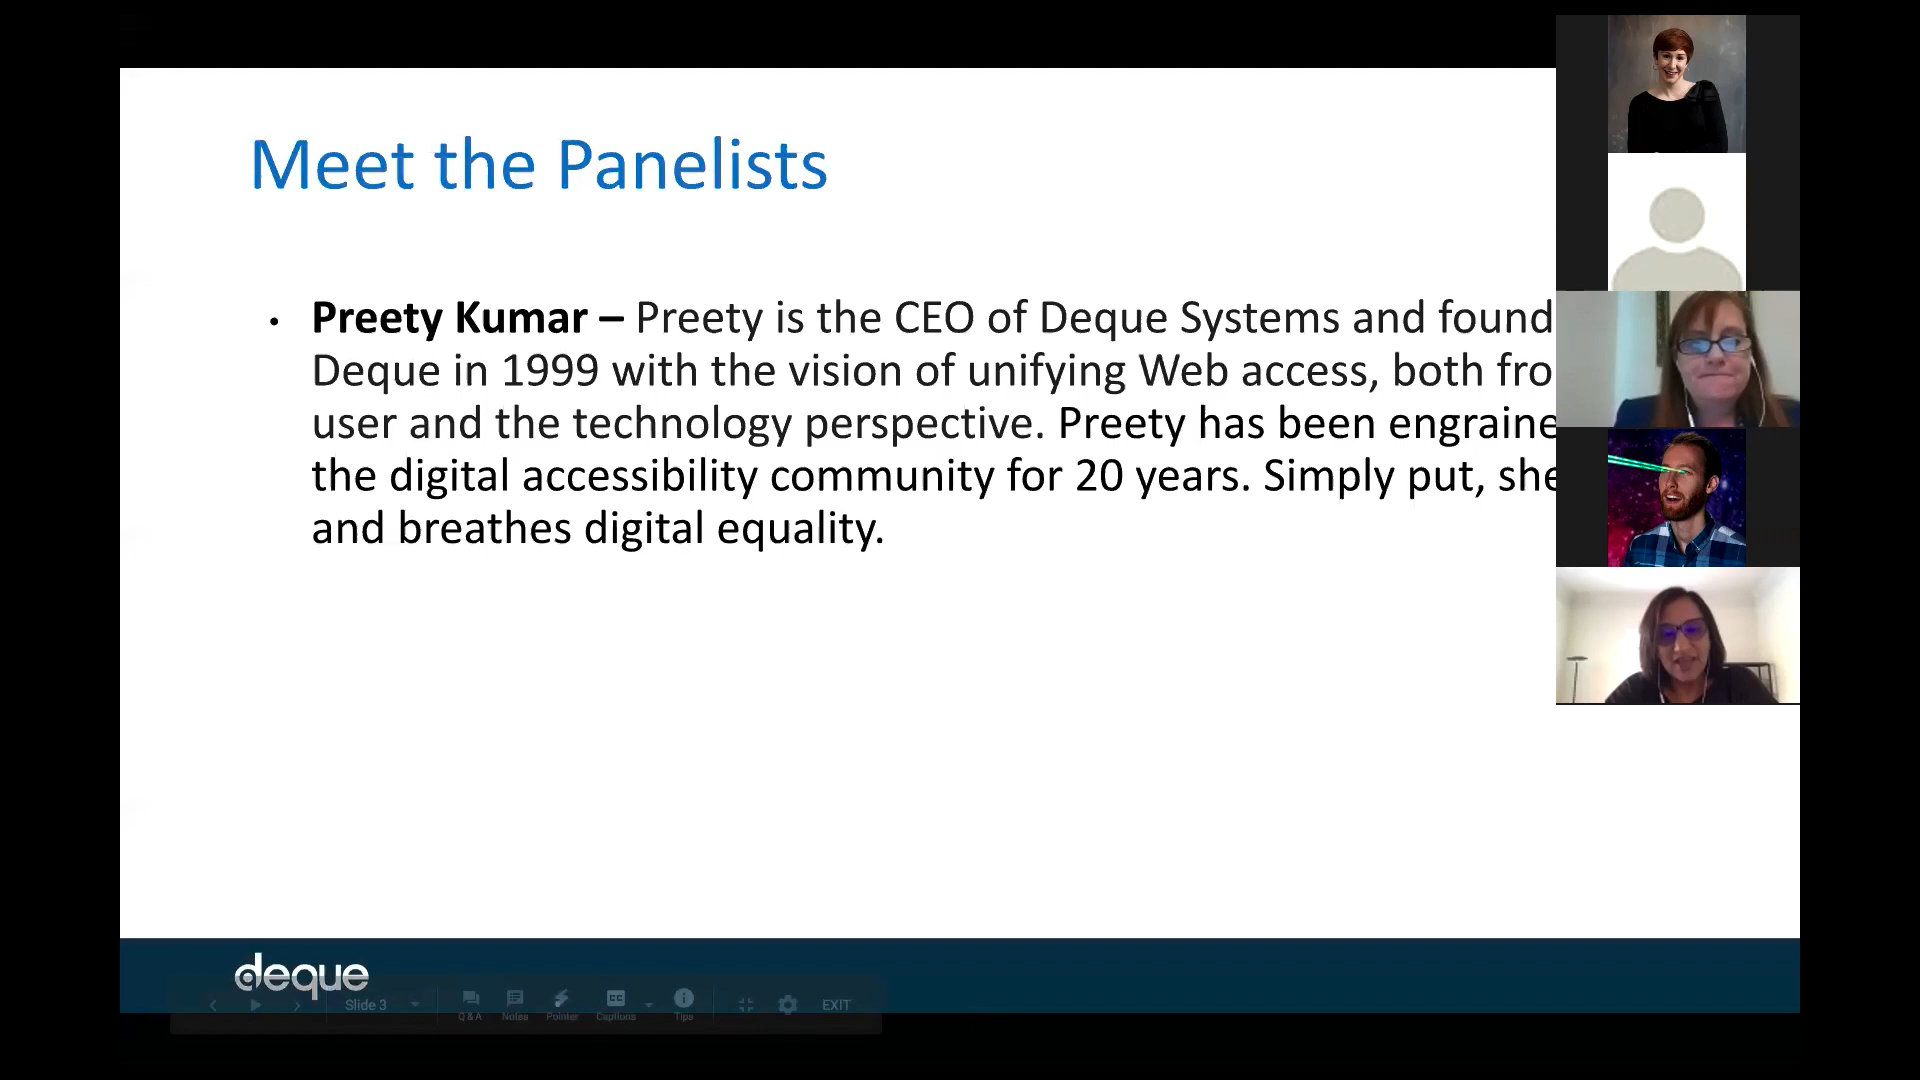 Meet the Panelists
• Preety Kumar – Preety is the CEO of Deque Systems and found
Deque in 1999 with the vision of unifying Web access, both fro
user and the technology perspective. Preety has been engraine
the digital accessibility community for 20 years. Simply put, she
and breathes digital equality.
deque
Slide 3
Q & A Notes Pointer Captions Tips EXIT
CC